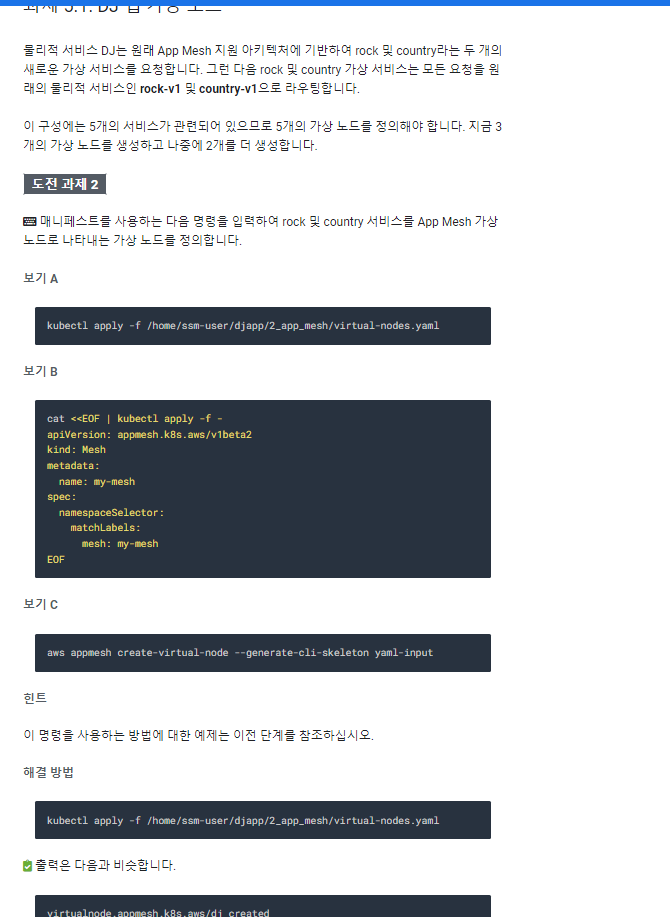 과제 3.1: DJ 앱 가상 노드
물리적 서비스 DJ는 원래 App Mesh 지원 아키텍처에 기반하여 rock 및 country라는 두 개의
새로운 가상 서비스를 요청합니다. 그런 다음 rock 및 country 가상 서비스는 모든 요청을 원
래의 물리적 서비스인 rock-v1 및 country-v1으로 라우팅합니다.
이 구성에는 5개의 서비스가 관련되어 있으므로 5개의 가상 노드를 정의해야 합니다. 지금 3
개의 가상 노드를 생성하고 나중에 2개를 더 생성합니다.
도전 과제 2
매니페스트를 사용하는 다음 명령을 입력하여 rock 및 country 서비스를 App Mesh 가상
노드로 나타내는 가상 노드를 정의합니다.
보기 A
kubectl apply -f /home/ssm-user/djapp/2_app_mesh/virtual-nodes.yaml
보기 B
cat <<EOF | kubectl apply -f -
apiVersion: appmesh.k8s.aws/v1beta2
kind: Mesh
metadata:
  name: my-mesh
spec:
  namespaceSelector:
    matchLabels:
      mesh: my-mesh
EOF
보기 C
aws appmesh create-virtual-node --generate-cli-skeleton yaml-input
힌트
이 명령을 사용하는 방법에 대한 예제는 이전 단계를 참조하십시오.
해결 방법
kubectl apply -f /home/ssm-user/djapp/2_app_mesh/virtual-nodes.yaml
출력은 다음과 비슷합니다.
virtualnode.appmesh.k8s.aws/dj created